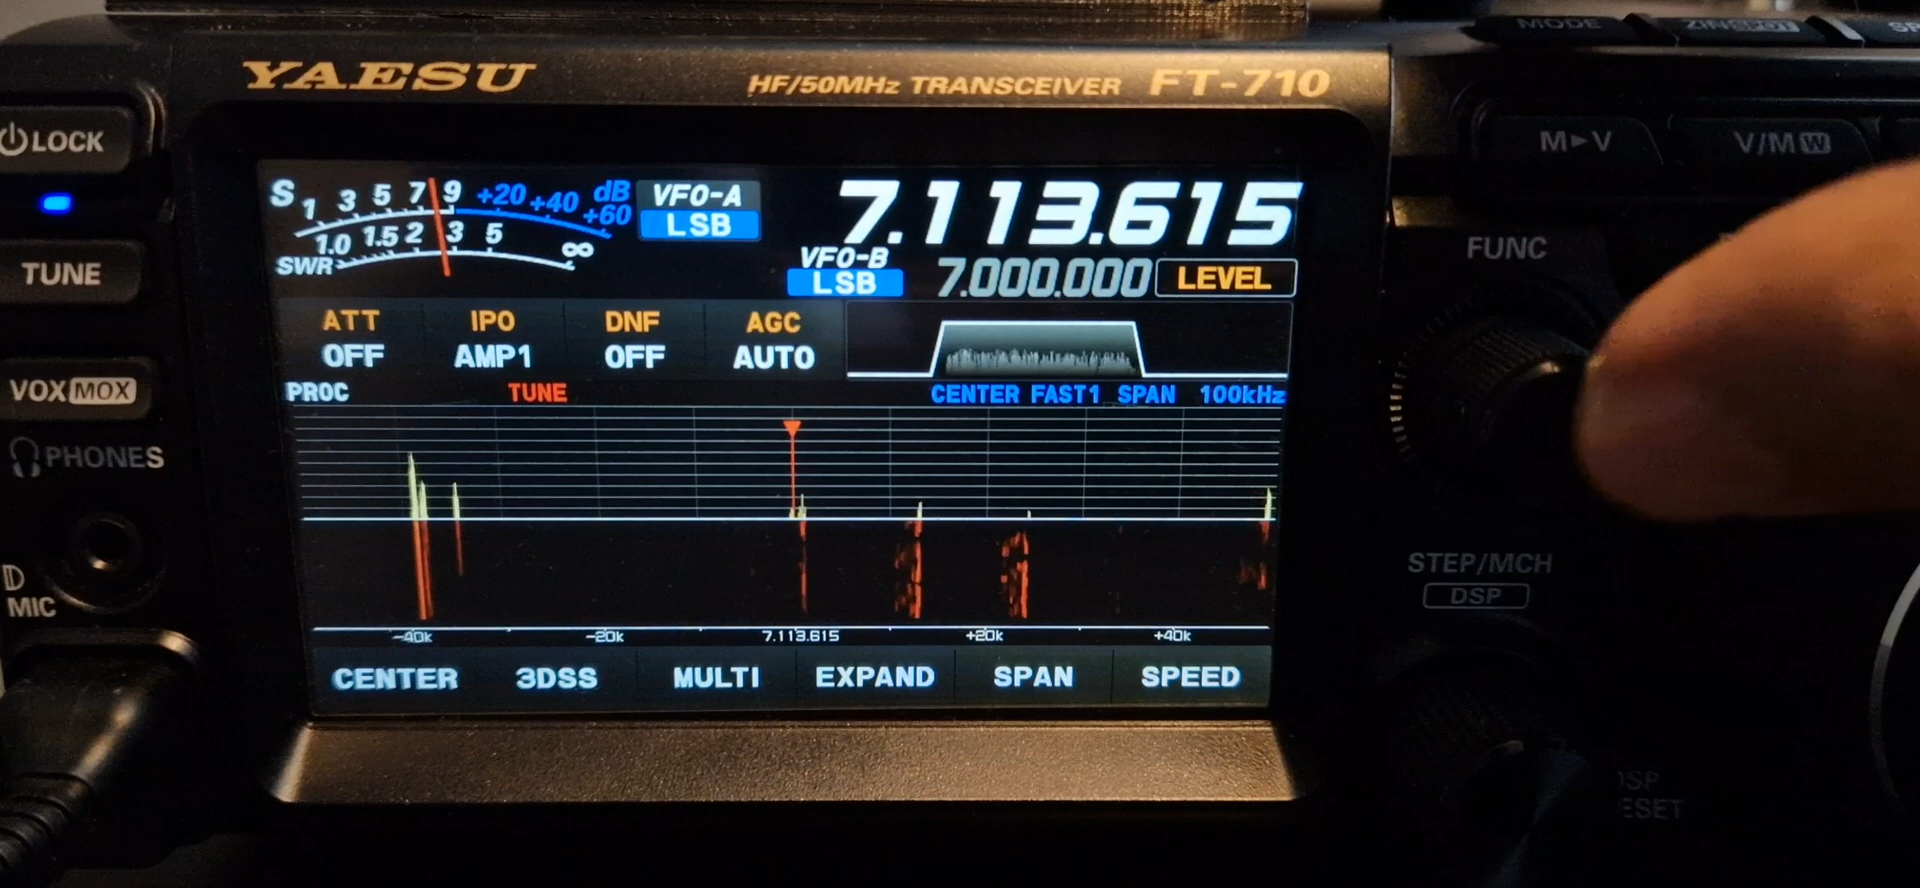 MODE
YAESU HF/50MHz TRANSCEIVER FT-710
LOCK
M►V V/M W
S 1 3 5 7 9 +20 +40 +60 dB
VFO-A
LSB
7.113.615
1.0 1.5 2 3 5 ∞
SWR
VFO-B
LSB
7.000.000
LEVEL
FUNC
TUNE
ATT IPO DNF AGC
OFF AMP1 OFF AUTO
VOX MOX
PROC TUNE CENTER FAST1 SPAN 100kHz
PHONES
STEP/MCH
DSP
MIC
-40k -20k 7.113.615 +20k +40k
CENTER 3DSS MULTI EXPAND SPAN SPEED